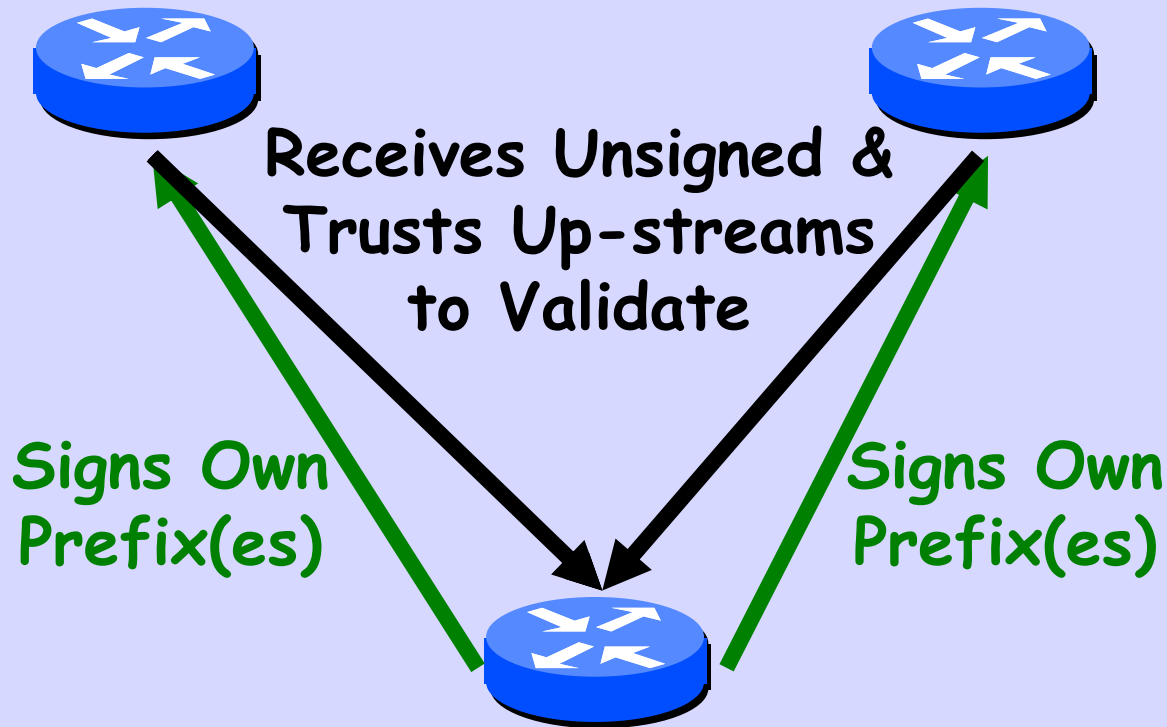 Receives Unsigned &
Trusts Up-streams
to Validate
Signs Own
Prefix(es)
Signs Own
Prefix(es)